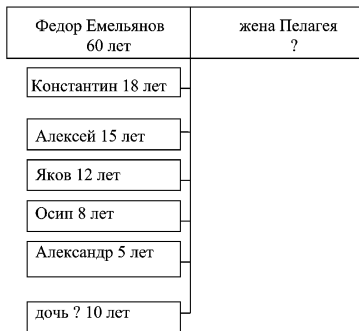 Федор Емельянов
60 лет
жена Пелагея
?
Константин 18 лет
Алексей 15 лет
Яков 12 лет
Осип 8 лет
Александр 5 лет
дочь ? 10 лет